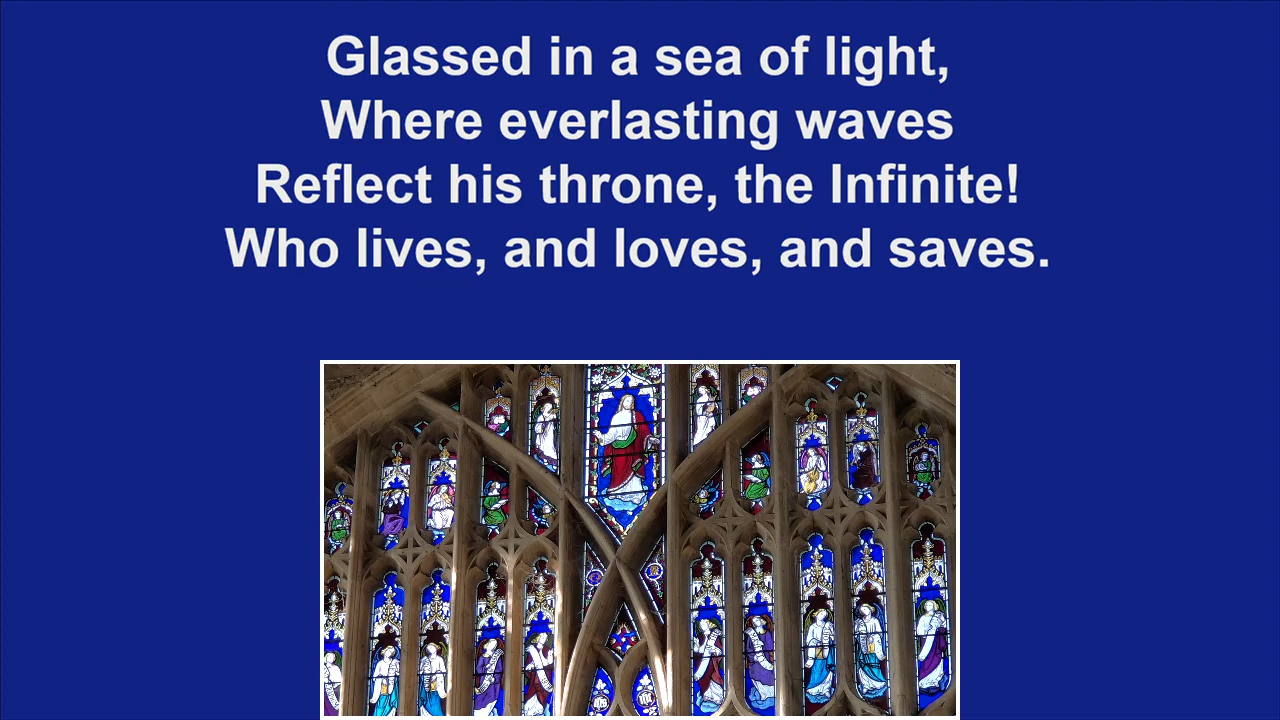 Glassed in a sea of light,
Where everlasting waves
Reflect his throne, the Infinite!
Who lives, and loves, and saves.